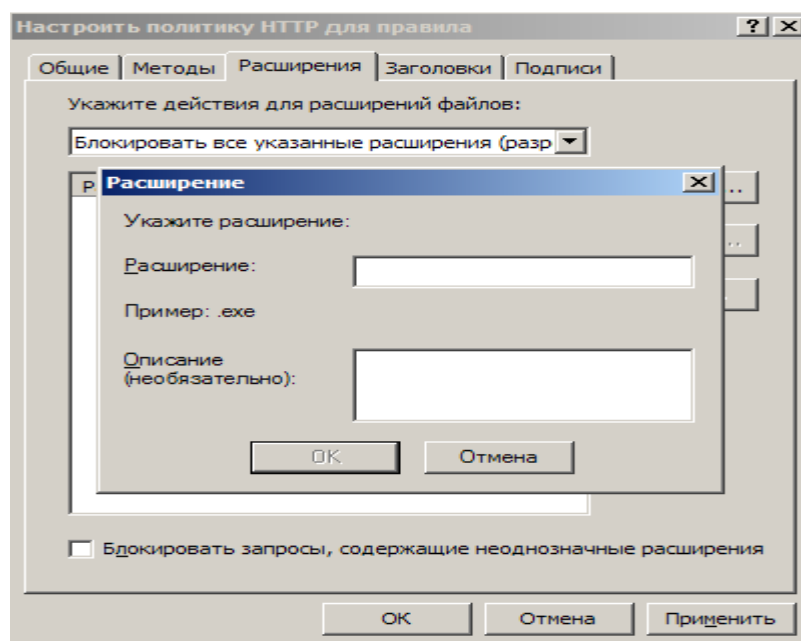 Настроить политику HTTP для правила
Общие
Методы
Расширения
Заголовки
Подписи
Укажите действия для расширений файлов:
Блокировать все указанные расширения (разр
Расширение
Укажите расширение:
Расширение:
Пример: .exe
Описание
(необязательно):
OK
Отмена
Блокировать запросы, содержащие неоднозначные расширения
OK
Отмена
Применить